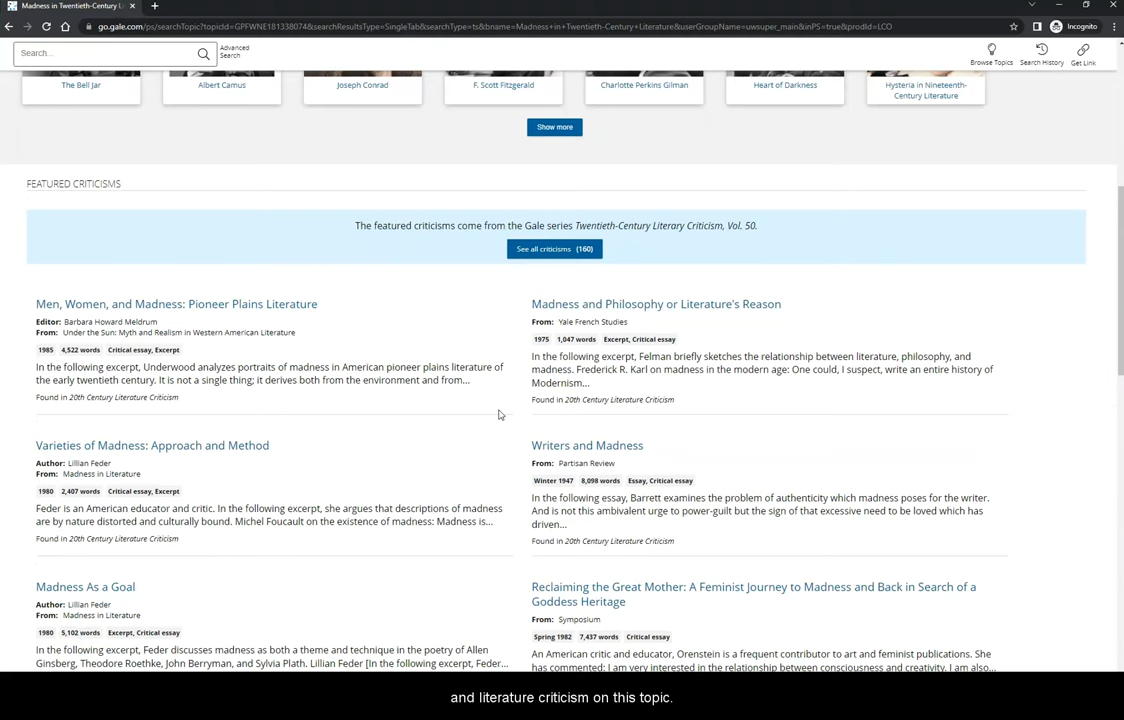 Madness in Twentieth-Century Li
go.gale.com/ps/searchTopic?topicId=GPFWNE181338074&searchResultsType=SingleTab&searchType=ts&bname=Madness+in+Twentieth-Century+Literature&userGroupName=uwsuper_main&inPS=true&prodId=LCO
Incognito
Search...
Advanced
Search
Browse Topics
Search History
Get Link
The Bell Jar
Albert Camus
Joseph Conrad
F. Scott Fitzgerald
Charlotte Perkins Gilman
Heart of Darkness
Hysteria in Nineteenth-
Century Literature
Show more
FEATURED CRITICISMS
The featured criticisms come from the Gale series Twentieth-Century Literary Criticism, Vol. 50.
See all criticisms (160)
Men, Women, and Madness: Pioneer Plains Literature
Editor: Barbara Howard Meldrum
From: Under the Sun: Myth and Realism in Western American Literature
1985 4,522 words Critical essay, Excerpt
In the following excerpt, Underwood analyzes portraits of madness in American pioneer plains literature of
the early twentieth century. It is not a single thing; it derives both from the environment and from...
Found in 20th Century Literature Criticism
Madness and Philosophy or Literature's Reason
From: Yale French Studies
1975 1,047 words Excerpt, Critical essay
In the following excerpt, Felman briefly sketches the relationship between literature, philosophy, and
madness. Frederick R. Karl on madness in the modern age: One could, I suspect, write an entire history of
Modernism...
Found in 20th Century Literature Criticism
Varieties of Madness: Approach and Method
Author: Lillian Feder
From: Madness in Literature
1980 2,407 words Critical essay, Excerpt
Feder is an American educator and critic. In the following excerpt, she argues that descriptions of madness
are by nature distorted and culturally bound. Michel Foucault on the existence of madness: Madness is...
Found in 20th Century Literature Criticism
Writers and Madness
From: Partisan Review
Winter 1947 8,098 words Essay, Critical essay
In the following essay, Barrett examines the problem of authenticity which madness poses for the writer.
And is not this ambivalent urge to power-guilt but the sign of that excessive need to be loved which has
driven...
Found in 20th Century Literature Criticism
Madness As a Goal
Author: Lillian Feder
From: Madness in Literature
1980 5,102 words Excerpt, Critical essay
In the following excerpt, Feder discusses madness as both a theme and technique in the poetry of Allen
Ginsberg, Theodore Roethke, John Berryman, and Sylvia Plath. Lillian Feder [In the following excerpt, Feder...
Reclaiming the Great Mother: A Feminist Journey to Madness and Back in Search of a
Goddess Heritage
From: Symposium
Spring 1982 7,437 words Critical essay
An American critic and educator, Orenstein is a frequent contributor to art and feminist publications. She
has commented: I am very interested in the relationship between consciousness and creativity. I am also...
and literature criticism on this topic.